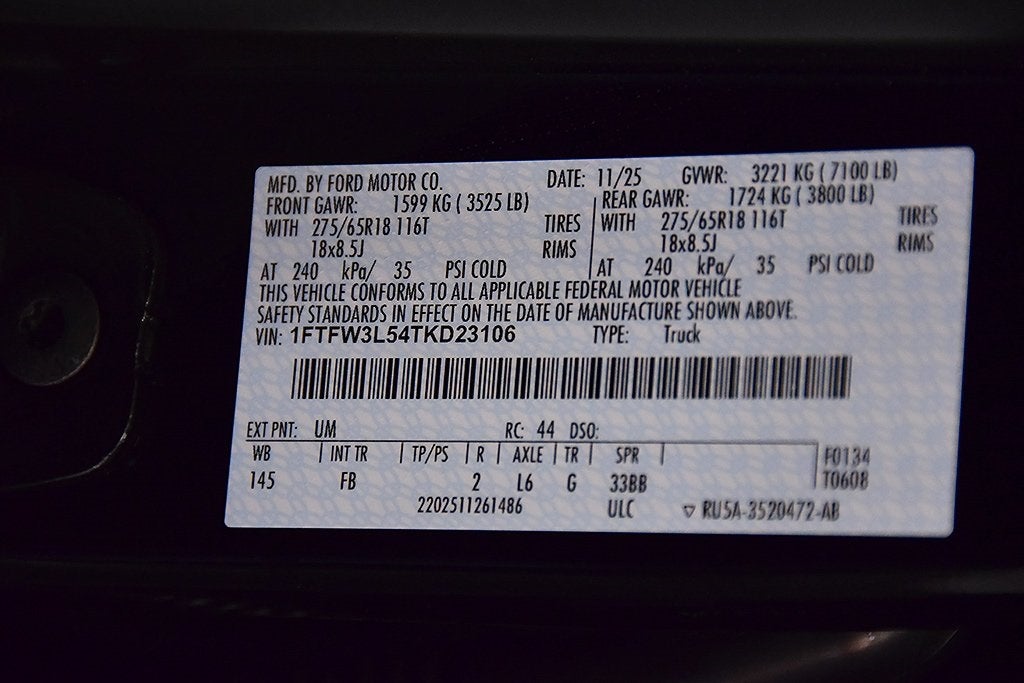 MFD. BY FORD MOTOR CO. DATE: 11/25 GVWR: 3221 KG ( 7100 LB)
FRONT GAWR: 1599 KG ( 3525 LB) REAR GAWR: 1724 KG ( 3800 LB)
WITH 275/65R18 116T TIRES WITH 275/65R18 116T TIRES
18x8.5J RIMS 18x8.5J RIMS
AT 240 kPa/ 35 PSI COLD AT 240 kPa/ 35 PSI COLD
THIS VEHICLE CONFORMS TO ALL APPLICABLE FEDERAL MOTOR VEHICLE
SAFETY STANDARDS IN EFFECT ON THE DATE OF MANUFACTURE SHOWN ABOVE.
VIN: 1FTFW3L54TKD23106 TYPE: Truck
EXT PNT: UM RC: 44 DSO:
WB INT TR TP/PS R AXLE TR SPR F0134
145 FB 2 L6 G 33BB T0608
2202511261486 ULC ▽ RU5A-3520472-AB